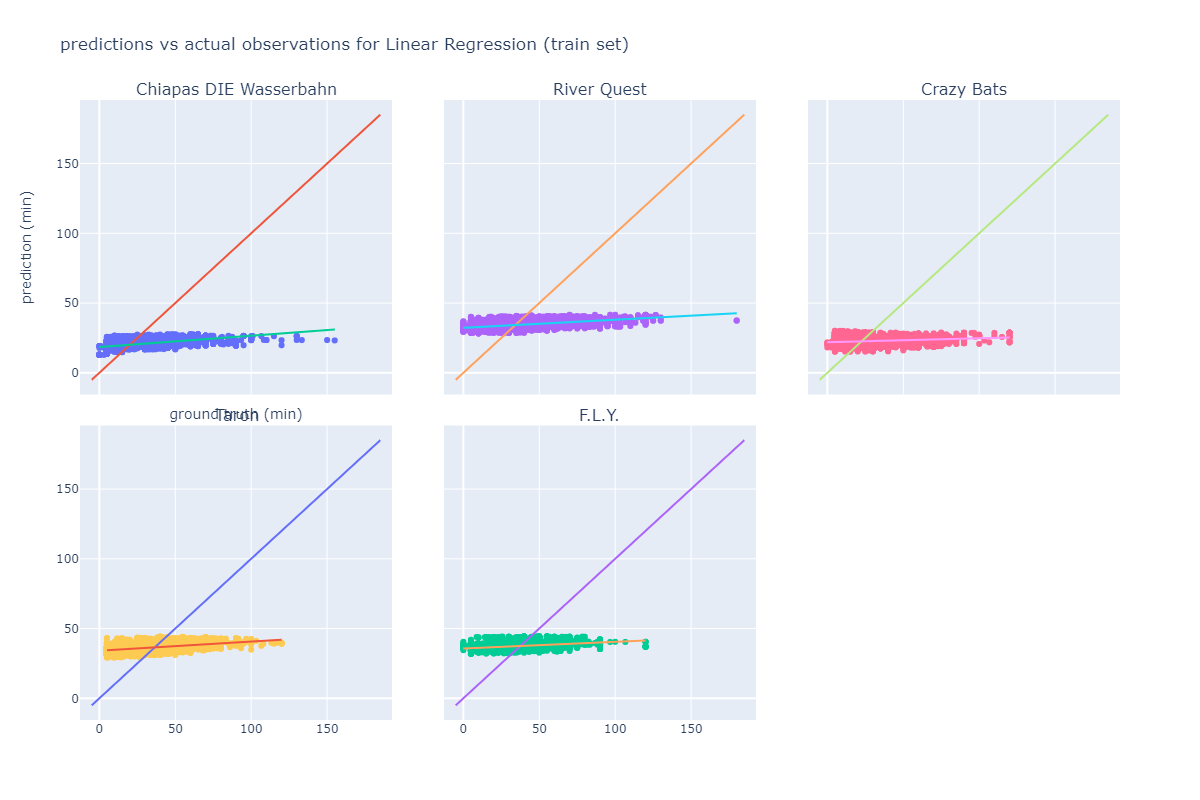 predictions vs actual observations for Linear Regression (train set)
Chiapas DIE Wasserbahn
River Quest
Crazy Bats
prediction (min)
150
100
50
0
ground truth (min)
Taron
F.L.Y.
150
100
50
0
0
50
100
150
0
50
100
150